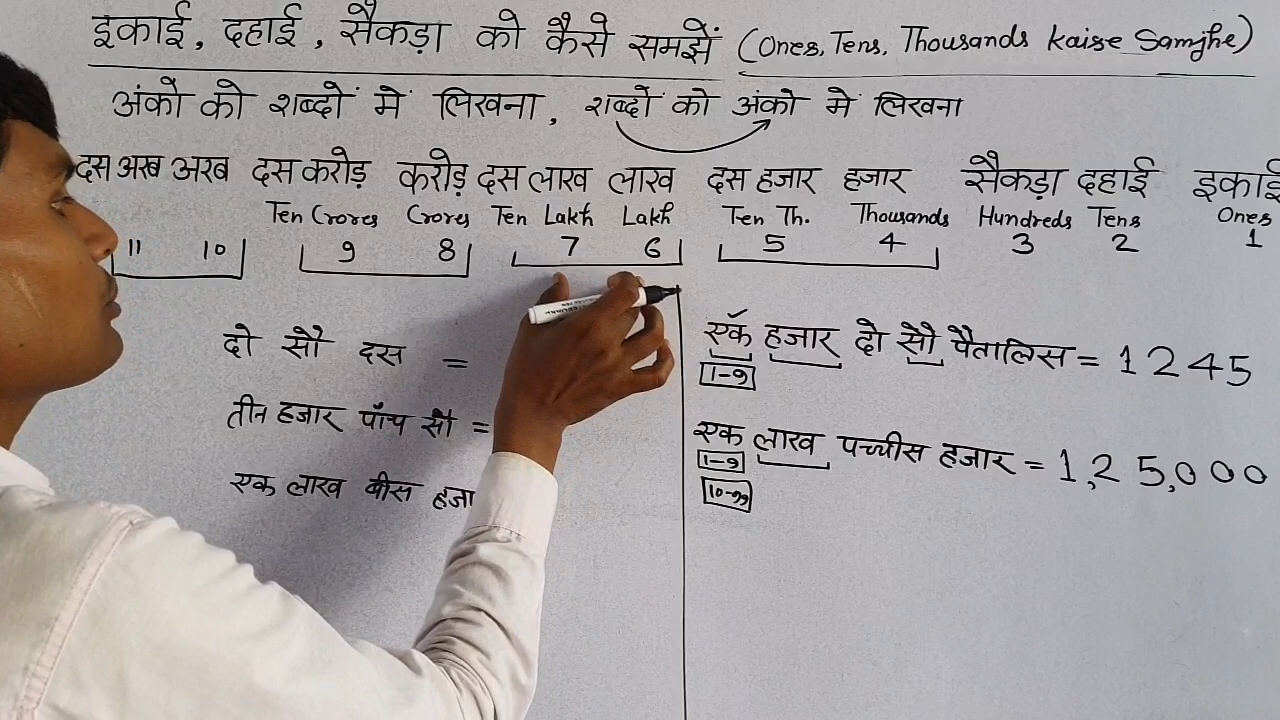 इकाई, दहाई, सैकड़ा को कैसे समझें (Ones, Tens, Thousands Kaise Samjhe)
अंको को शब्दों में लिखना, शब्दों को अंको में लिखना
दस अरब अरब दस करोड़ करोड़ दस लाख लाख दस हजार हजार सैकड़ा दहाई इकाई
Ten Crores Crores Ten Lakh Lakh Ten Th. Thousands Hundreds Tens Ones
11 10 9 8 7 6 5 4 3 2 1
दो सौ दस =
तीन हजार पाँच सौ =
एक लाख बीस हजा
एक हजार दो सौ पैतालिस = 1245
1-9
एक लाख पच्चीस हजार = 1,25,000
1-9
10-99